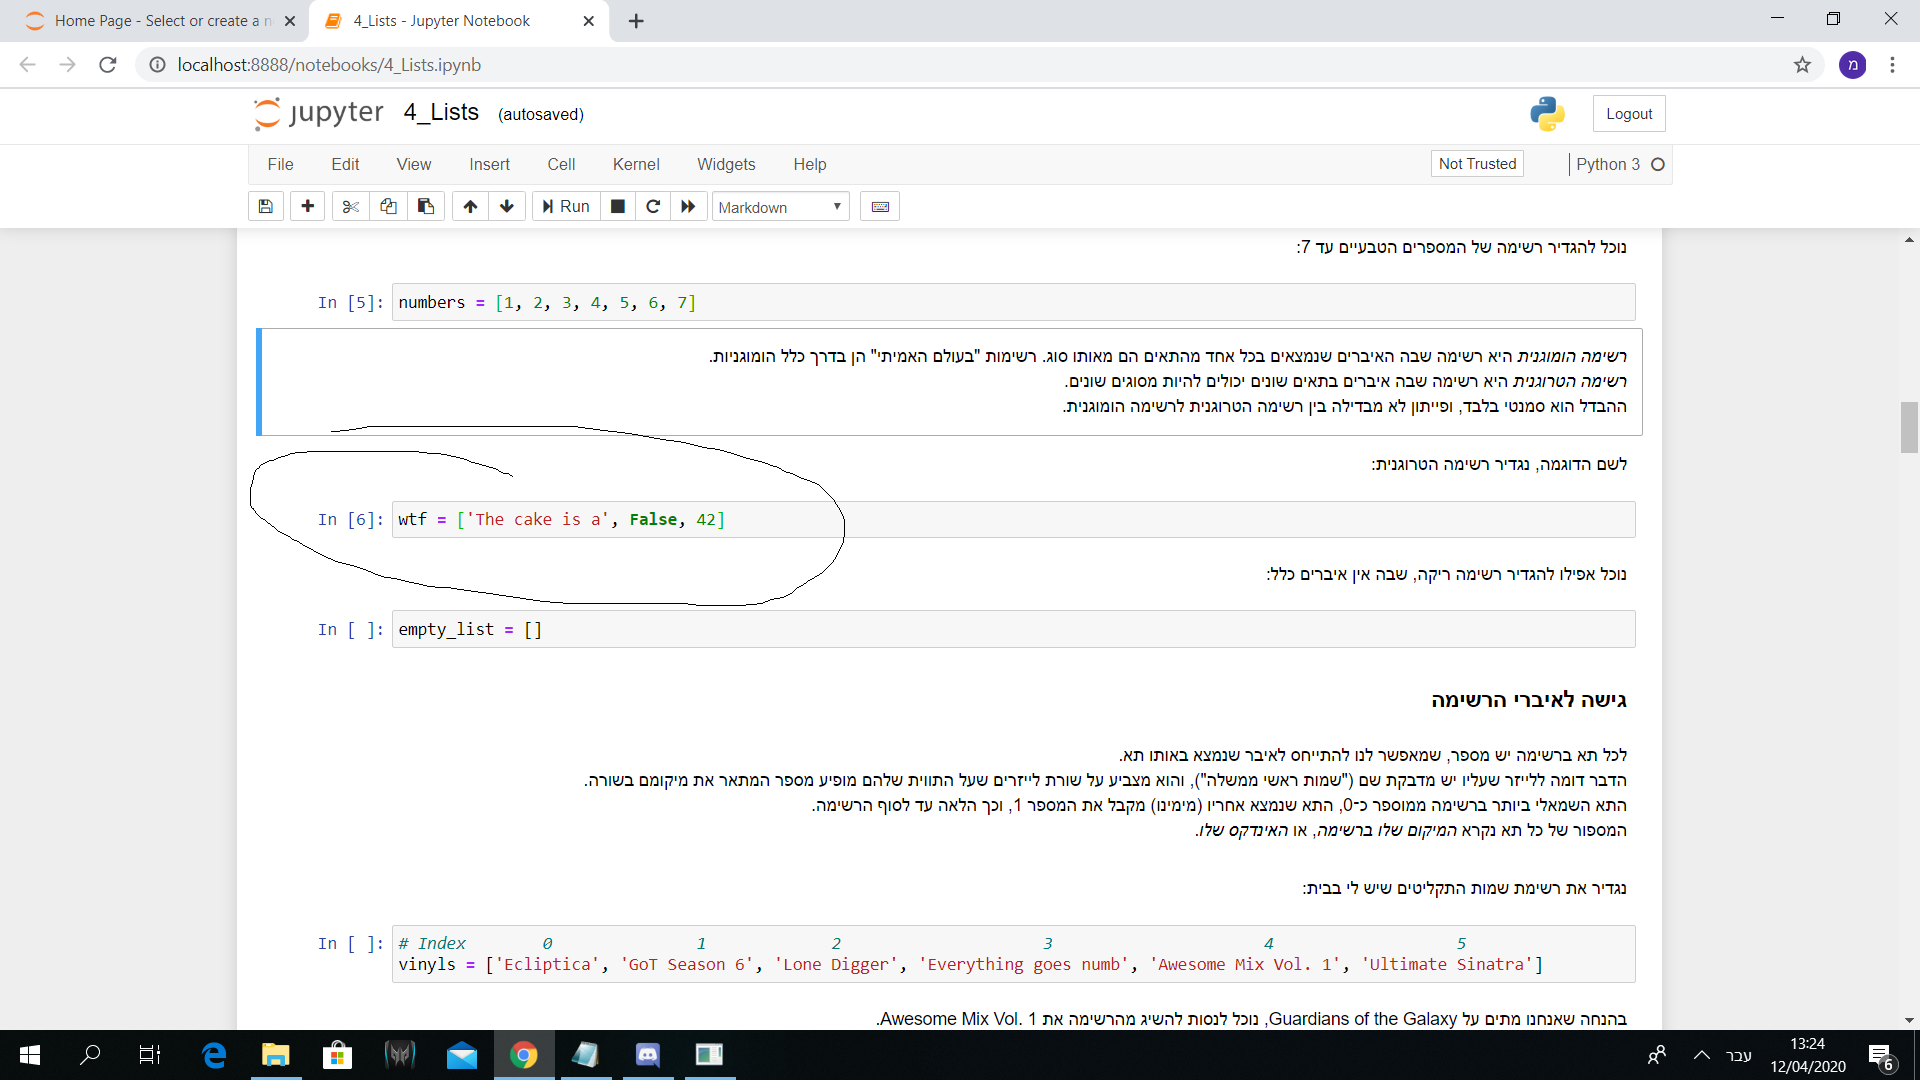 Home Page - Select or create a n
4_Lists - Jupyter Notebook
localhost:8888/notebooks/4_Lists.ipynb
מ
jupyter 4_Lists (autosaved)
Logout
File Edit View Insert Cell Kernel Widgets Help
Not Trusted
Python 3
Run
Markdown
נוכל להגדיר רשימה של המספרים הטבעיים עד 7:
In [5]: numbers = [1, 2, 3, 4, 5, 6, 7]
רשימה הומוגנית היא רשימה שבה האיברים שנמצאים בכל אחד מהתאים הם מאותו סוג. רשימות "בעולם האמיתי" הן בדרך כלל הומוגניות.
רשימה הטרוגנית היא רשימה שבה איברים בתאים שונים יכולים להיות מסוגים שונים.
ההבדל הוא סמנטי בלבד, ופייתון לא מבדילה בין רשימה הטרוגנית לרשימה הומוגנית.
לשם הדוגמה, נגדיר רשימה הטרוגנית:
In [6]: wtf = ['The cake is a', False, 42]
נוכל אפילו להגדיר רשימה ריקה, שבה אין איברים כלל:
In [ ]: empty_list = []
גישה לאיברי הרשימה
לכל תא ברשימה יש מספר, שמאפשר לנו להתייחס לאיבר שנמצא באותו תא.
הדבר דומה ללייזר שעליו יש מדבקת שם ("שמות ראשי ממשלה"), והוא מצביע על שורת לייזרים שעל התווית שלהם מופיע מספר המתאר את מיקומם בשורה.
התא השמאלי ביותר ברשימה ממוספר כ־0, התא שנמצא אחריו (מימינו) מקבל את המספר 1, וכך הלאה עד לסוף הרשימה.
המספור של כל תא נקרא המיקום שלו ברשימה, או האינדקס שלו.
נגדיר את רשימת שמות התקליטים שיש לי בבית:
In [ ]: # Index 0 1 2 3 4 5
vinyls = ['Ecliptica', 'GoT Season 6', 'Lone Digger', 'Everything goes numb', 'Awesome Mix Vol. 1', 'Ultimate Sinatra']
בהנחה שאנחנו מתים על Guardians of the Galaxy, נוכל לנסות להשיג מהרשימה את Awesome Mix Vol. 1.
עבר
13:24
12/04/2020
6